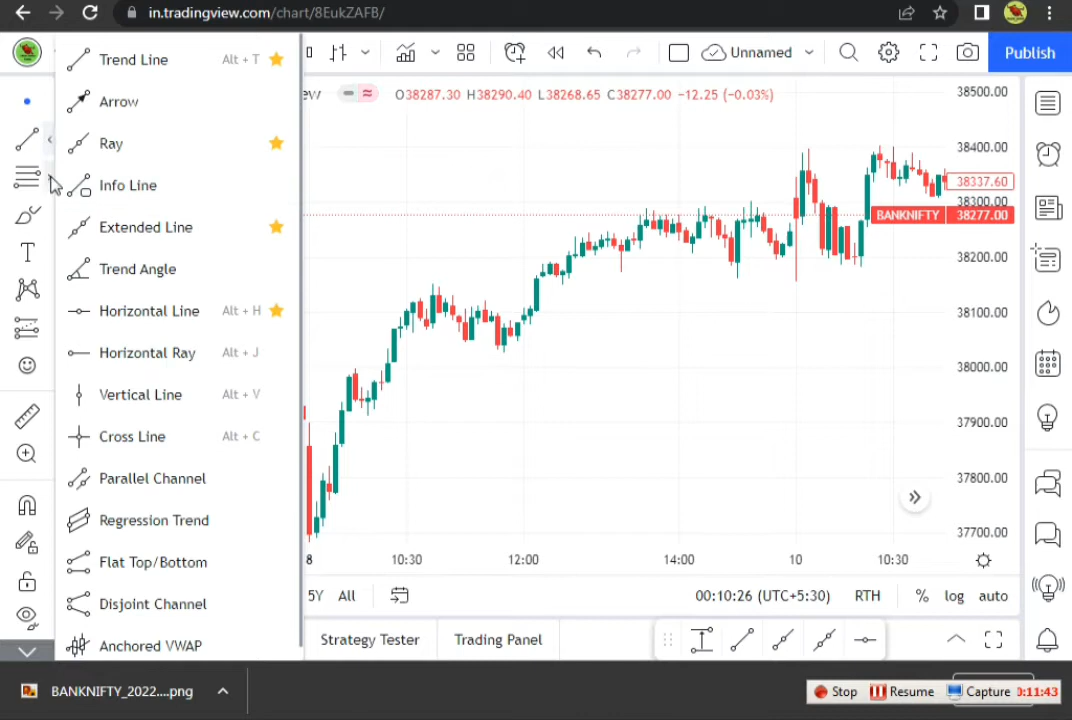 in.tradingview.com/chart/8EukZAFB/
Unnamed
Publish
Trend Line Alt + T
Arrow
Ray
Info Line
Extended Line
Trend Angle
Horizontal Line Alt + H
Horizontal Ray Alt + J
Vertical Line Alt + V
Cross Line Alt + C
Parallel Channel
Regression Trend
Flat Top/Bottom
Disjoint Channel
Anchored VWAP
O38287.30 H38290.40 L38268.65 C38277.00 −12.25 (−0.03%)
38500.00
38400.00
38337.60
38300.00
BANKNIFTY 38277.00
38200.00
38100.00
38000.00
37900.00
37800.00
37700.00
8 10:30 12:00 14:00 10 10:30
5Y All 00:10:26 (UTC+5:30) RTH % log auto
Strategy Tester Trading Panel
BANKNIFTY_2022....png
Stop Resume Capture 0:11:43